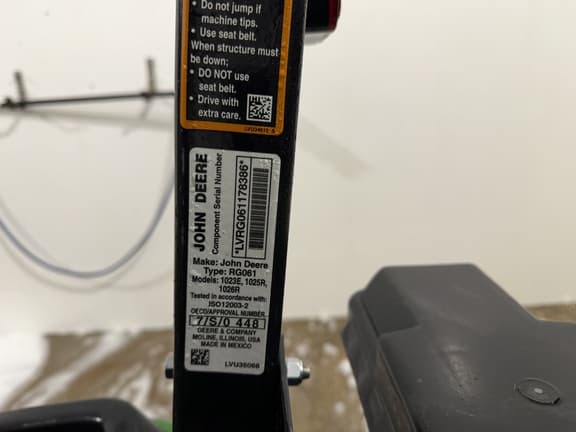 • Do not jump if
machine tips.
• Use seat belt.
When structure must
be down;
• DO NOT use
seat belt.
• Drive with
extra care.
JOHN DEERE
Component Serial Number
*LVRG061178386*
Make: John Deere
Type: RG061
Models: 1023E, 1025R,
1026R
Tested in accordance with:
ISO12003-2
OECD/APPROVAL NUMBER
7/S/0 448
DEERE & COMPANY
MOLINE, ILLINOIS, USA
MADE IN MEXICO
LVU35068